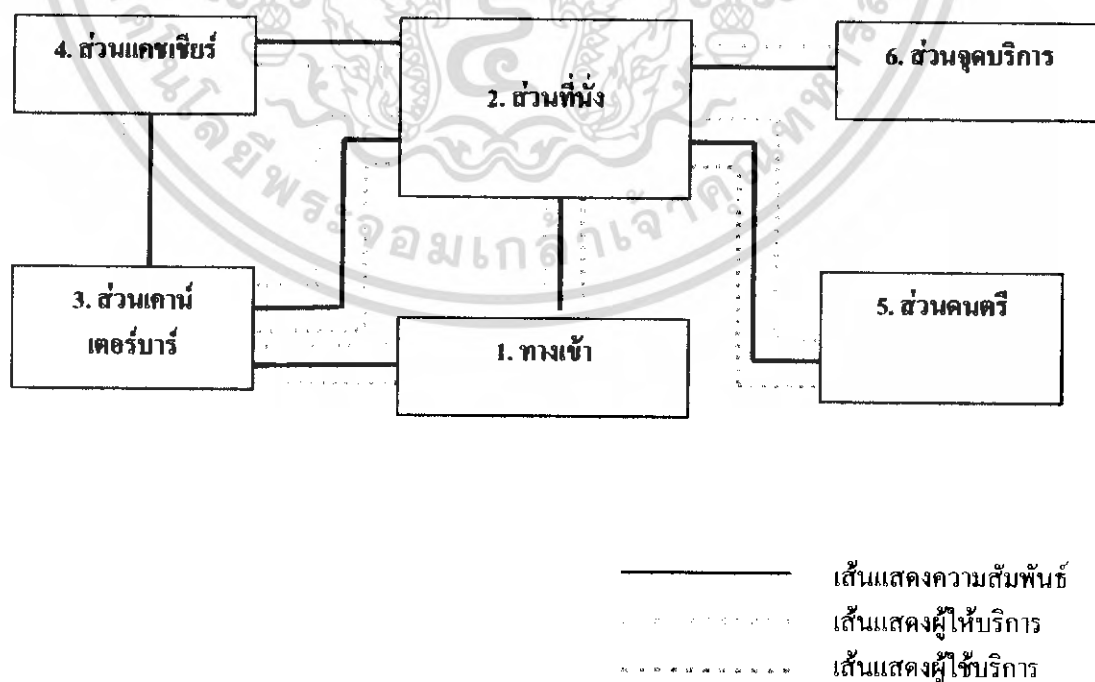 4. ส่วนแคชเชียร์
2. ส่วนที่นั่ง
6. ส่วนจุดบริการ
3. ส่วนเคาน์
เตอร์บาร์
1. ทางเข้า
5. ส่วนดนตรี
เส้นแสดงความสัมพันธ์
เส้นแสดงผู้ให้บริการ
เส้นแสดงผู้ใช้บริการ